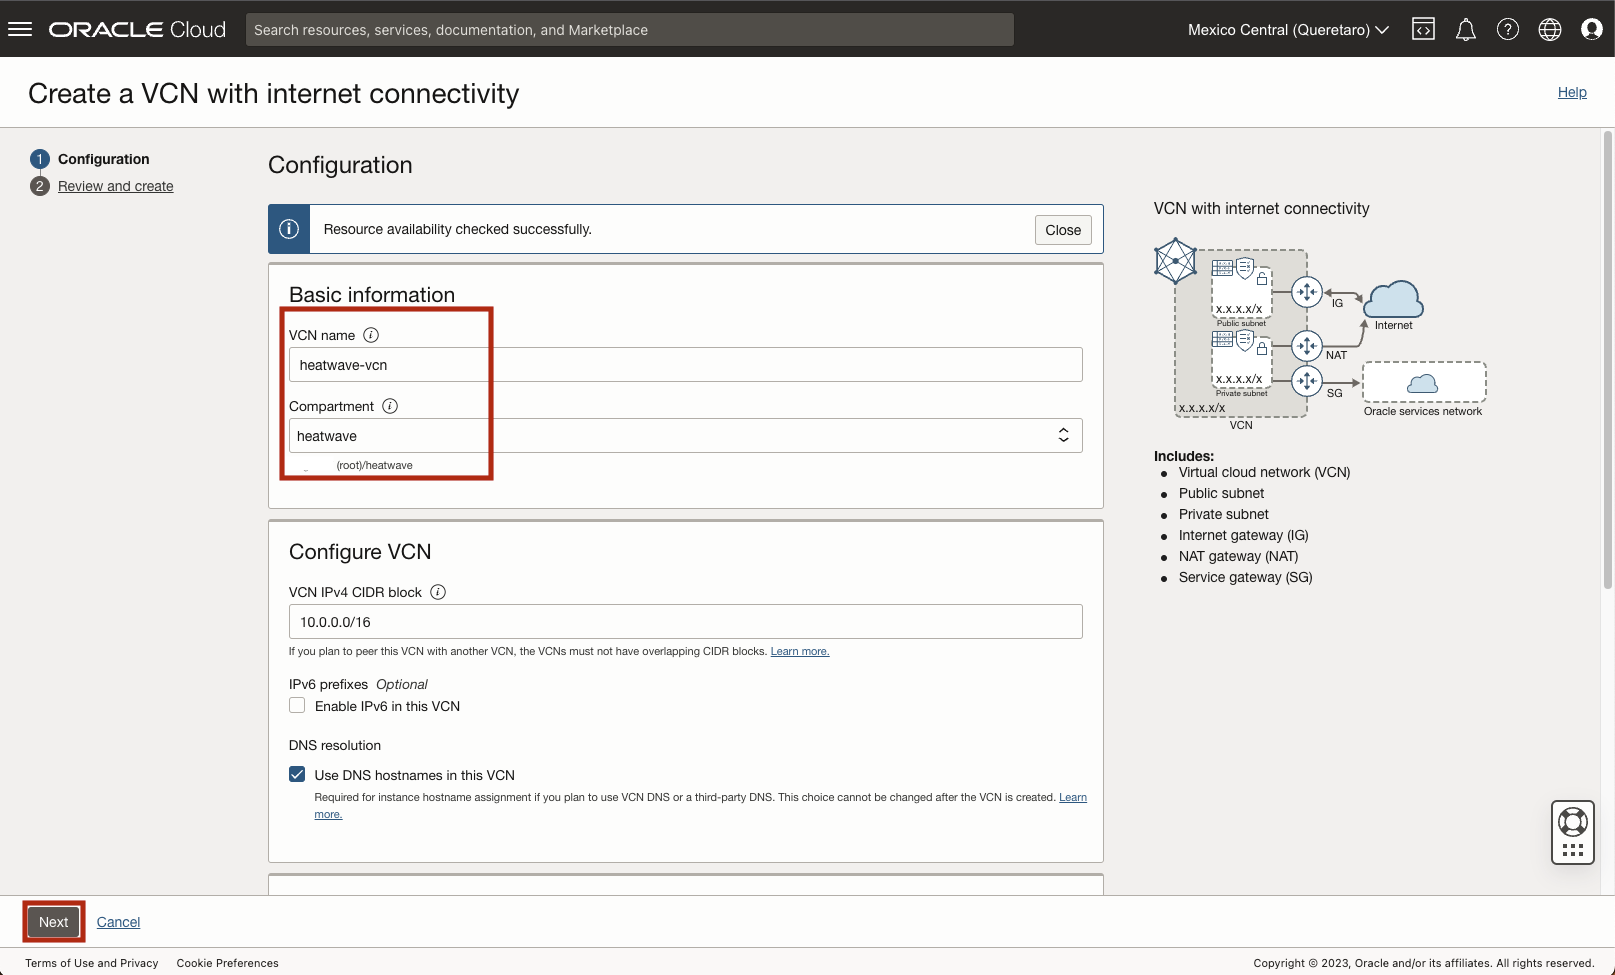 ORACLE Cloud
Search resources, services, documentation, and Marketplace
Mexico Central (Queretaro)
Create a VCN with internet connectivity
Help
1 Configuration
2 Review and create
Configuration
Resource availability checked successfully.
Close
Basic information
VCN name
heatwave-vcn
Compartment
heatwave
(root)/heatwave
Configure VCN
VCN IPv4 CIDR block
10.0.0.0/16
If you plan to peer this VCN with another VCN, the VCNs must not have overlapping CIDR blocks. Learn more.
IPv6 prefixes Optional
Enable IPv6 in this VCN
DNS resolution
Use DNS hostnames in this VCN
Required for instance hostname assignment if you plan to use VCN DNS or a third-party DNS. This choice cannot be changed after the VCN is created. Learn
more.
VCN with internet connectivity
X.X.X.X/X
Public subnet
IG
Internet
NAT
X.X.X.X/X
Private subnet
SG
X.X.X.X/X
Oracle services network
VCN
Includes:
Virtual cloud network (VCN)
Public subnet
Private subnet
Internet gateway (IG)
NAT gateway (NAT)
Service gateway (SG)
Next
Cancel
Terms of Use and Privacy
Cookie Preferences
Copyright © 2023, Oracle and/or its affiliates. All rights reserved.